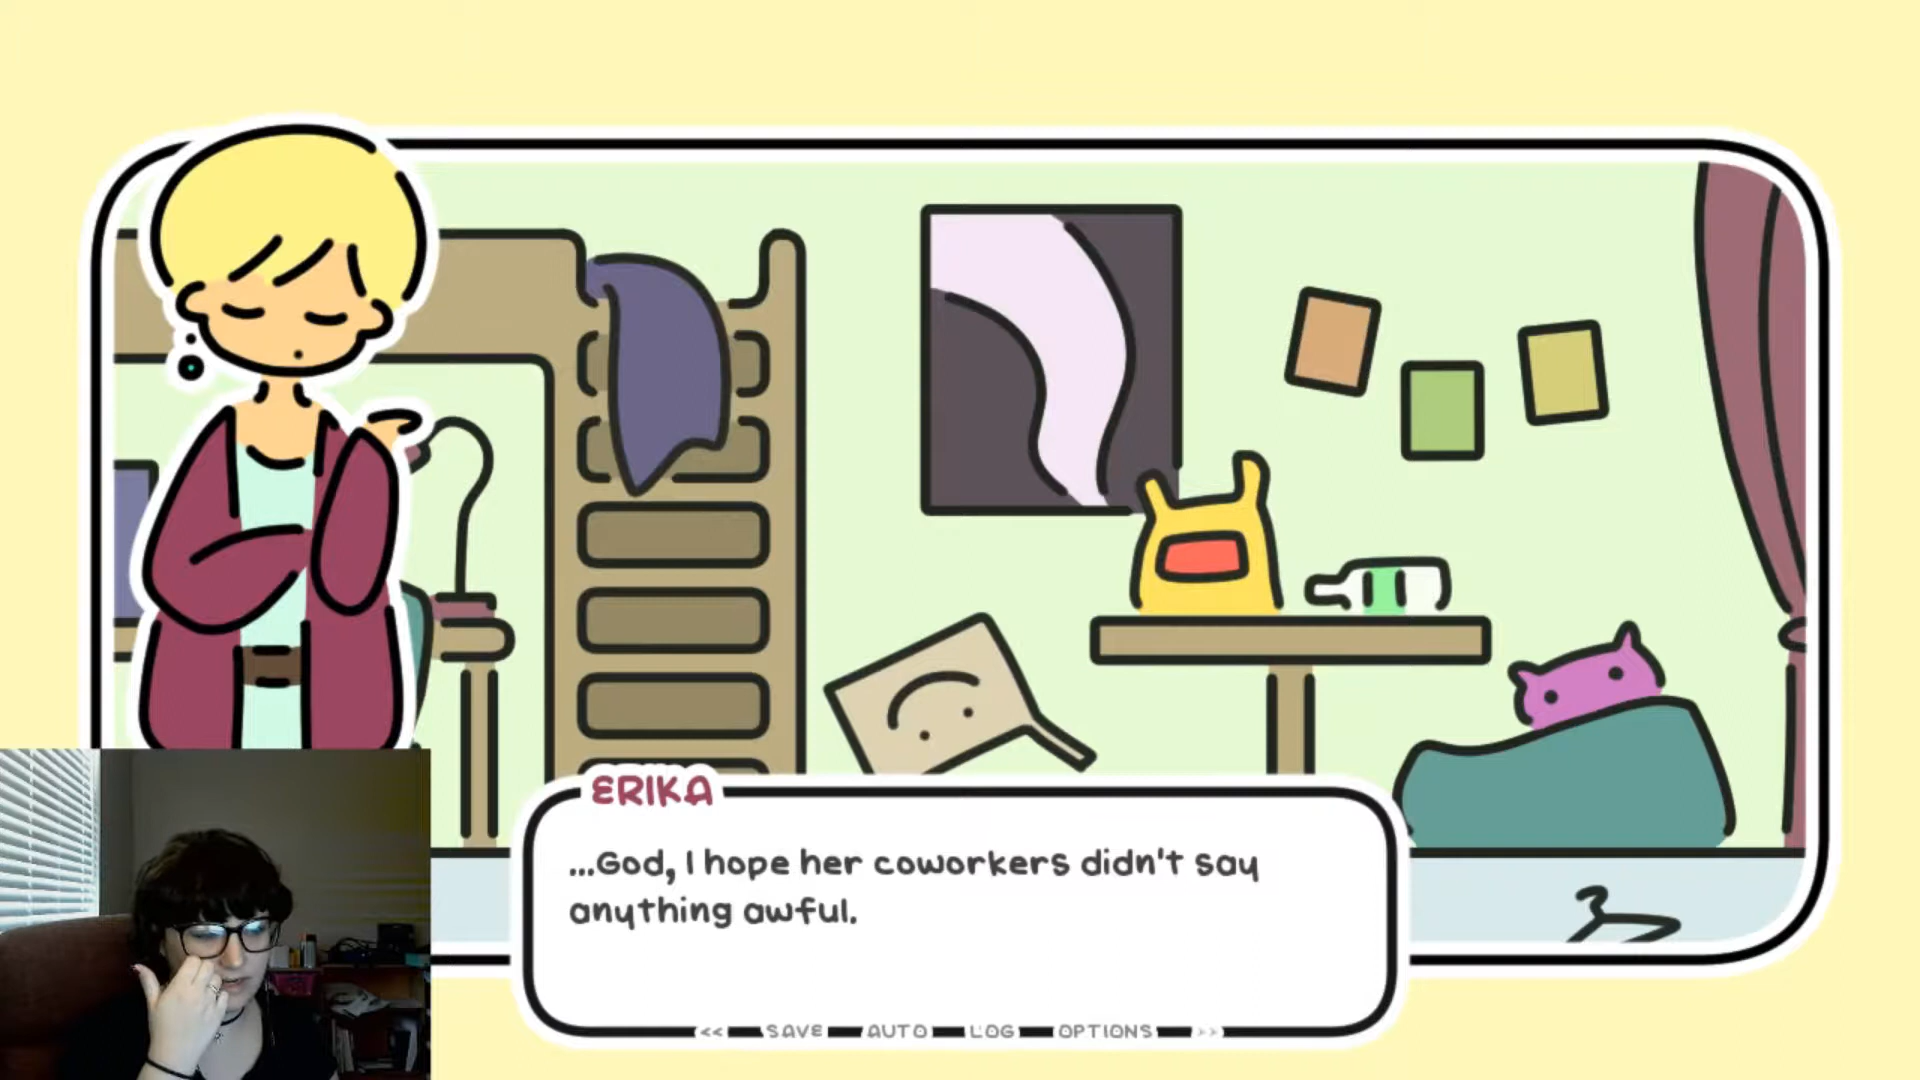 ERIKA
...God, I hope her coworkers didn't say
anything awful.
<< SAVE AUTO LOG OPTIONS >>